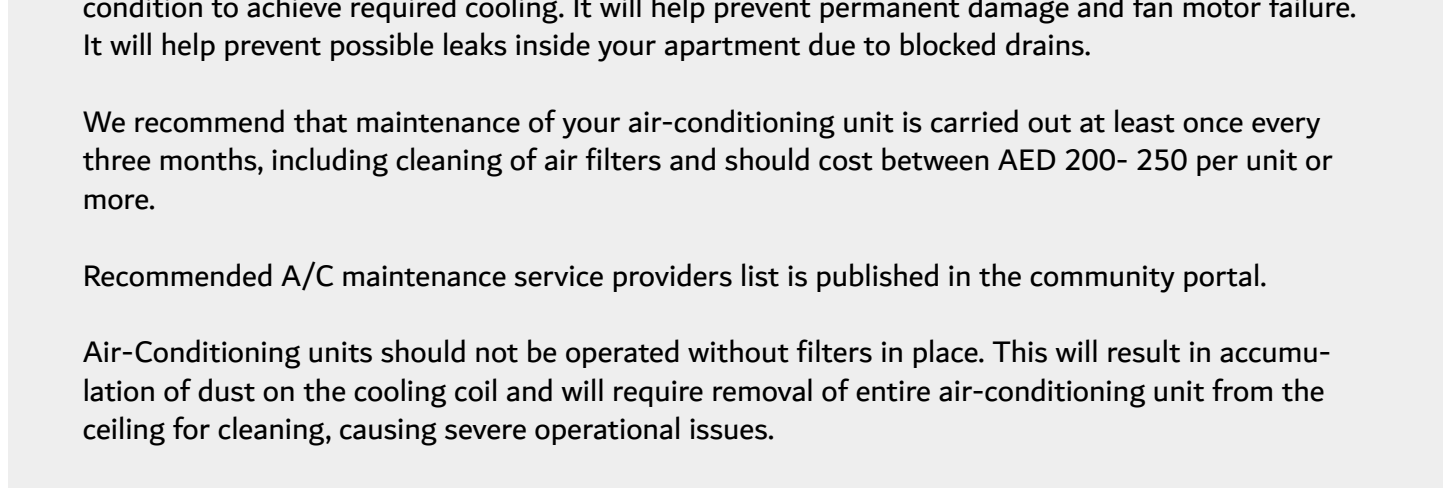 condition to achieve required cooling. It will help prevent permanent damage and fan motor failure.
It will help prevent possible leaks inside your apartment due to blocked drains.
We recommend that maintenance of your air-conditioning unit is carried out at least once every
three months, including cleaning of air filters and should cost between AED 200- 250 per unit or
more.
Recommended A/C maintenance service providers list is published in the community portal.
Air-Conditioning units should not be operated without filters in place. This will result in accumu-
lation of dust on the cooling coil and will require removal of entire air-conditioning unit from the
ceiling for cleaning, causing severe operational issues.